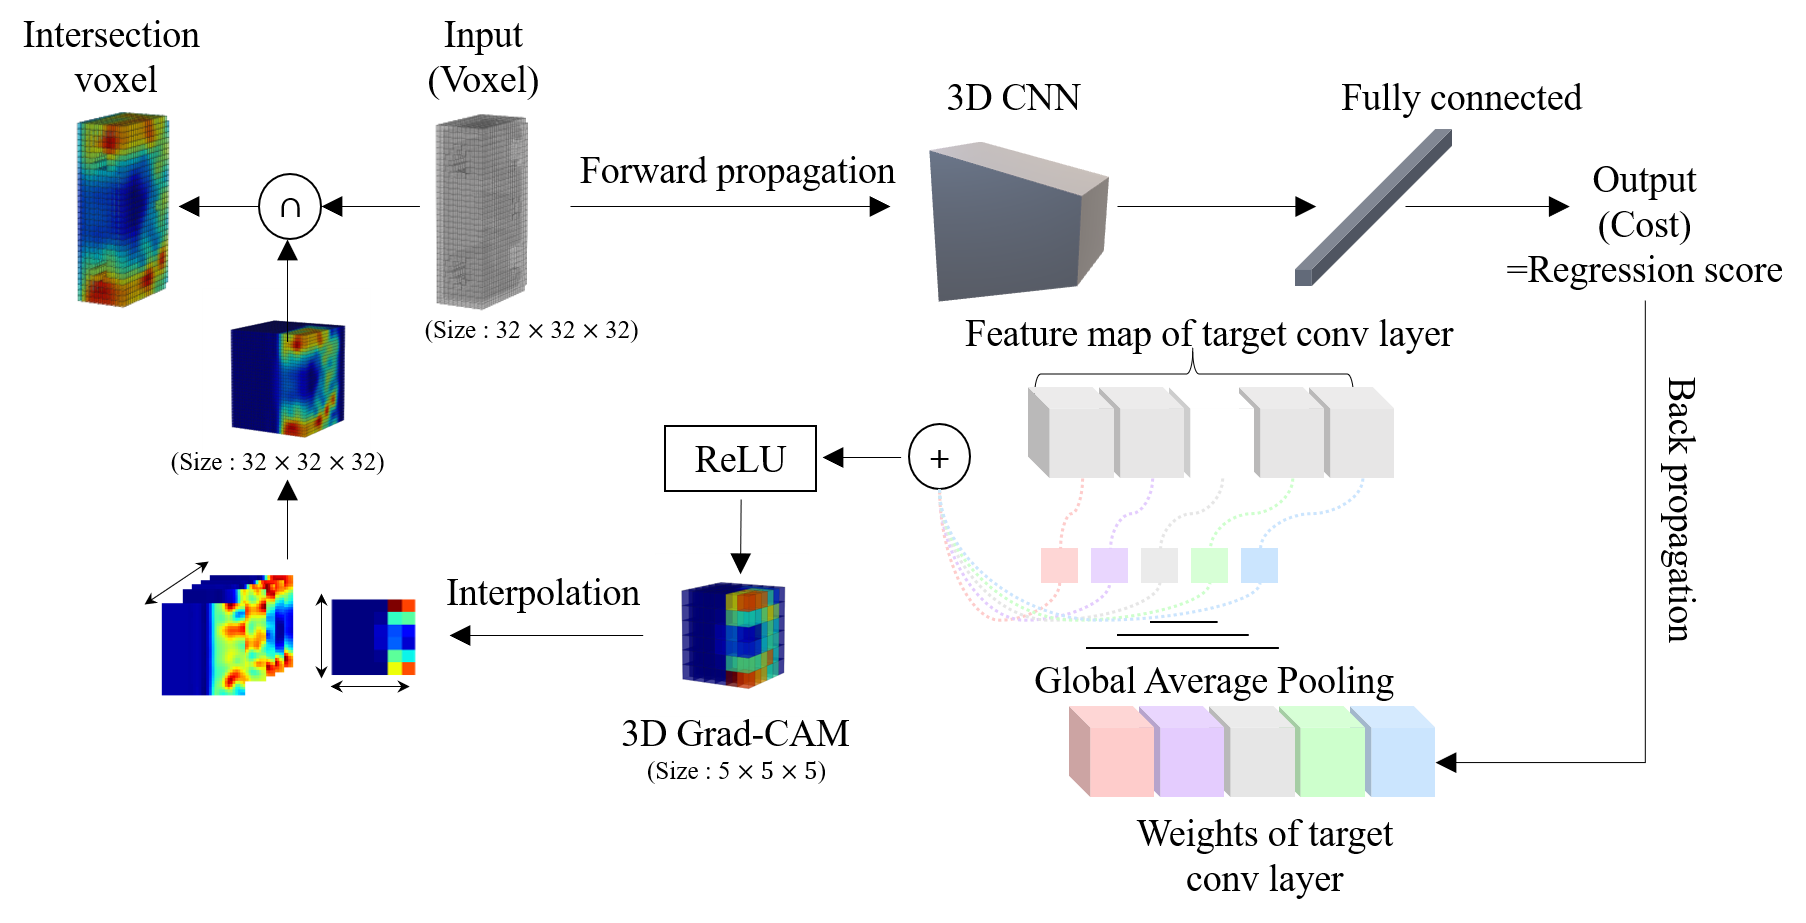 Intersection
voxel
Input
(Voxel)
3D CNN
Fully connected
Forward propagation
∩
Output
(Cost)
=Regression score
(Size : 32 × 32 × 32)
Feature map of target conv layer
Back propagation
(Size : 32 × 32 × 32)
ReLU
+
Interpolation
Global Average Pooling
3D Grad-CAM
(Size : 5 × 5 × 5)
Weights of target
conv layer